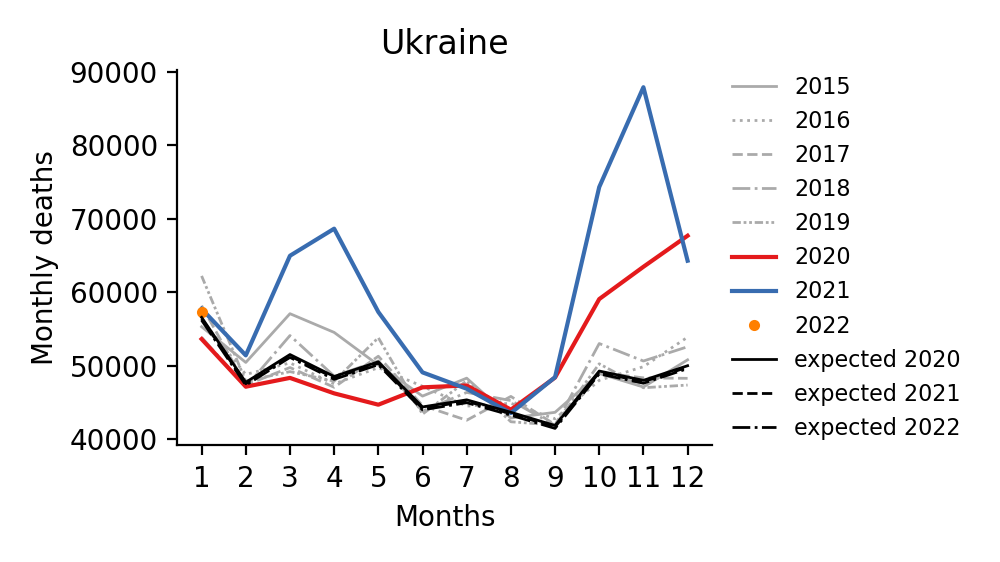 Ukraine
90000
80000
70000
60000
50000
40000
Monthly deaths
1 2 3 4 5 6 7 8 9 10 11 12
Months
2015
2016
2017
2018
2019
2020
2021
2022
expected 2020
expected 2021
expected 2022